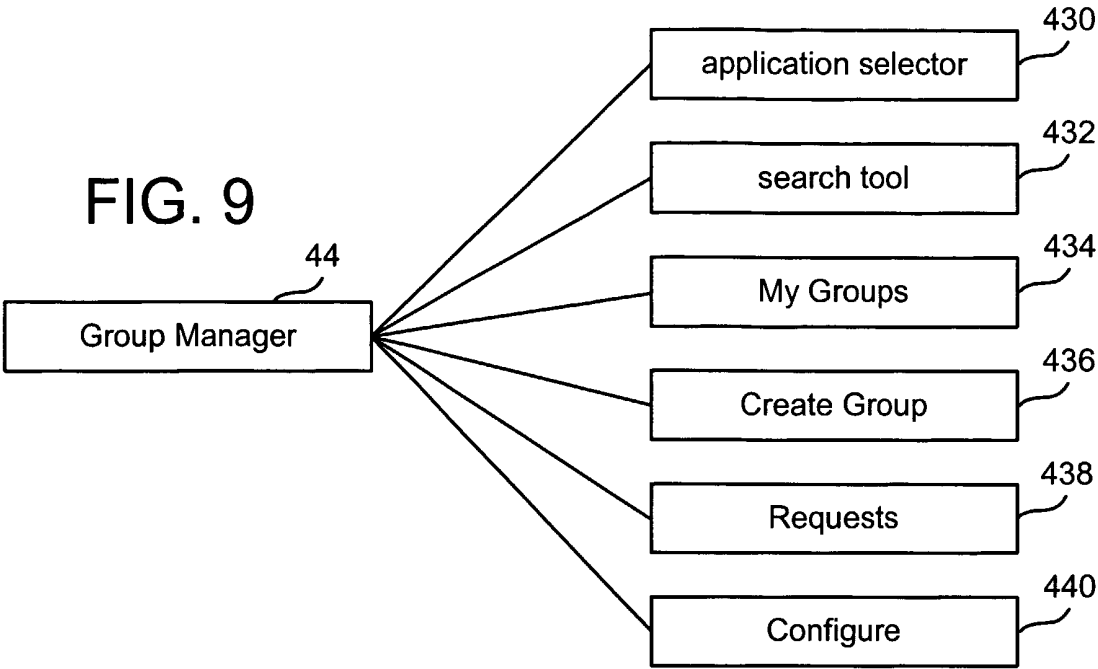 430
application selector
432
search tool
FIG. 9
434
44
My Groups
Group Manager
436
Create Group
438
Requests
440
Configure